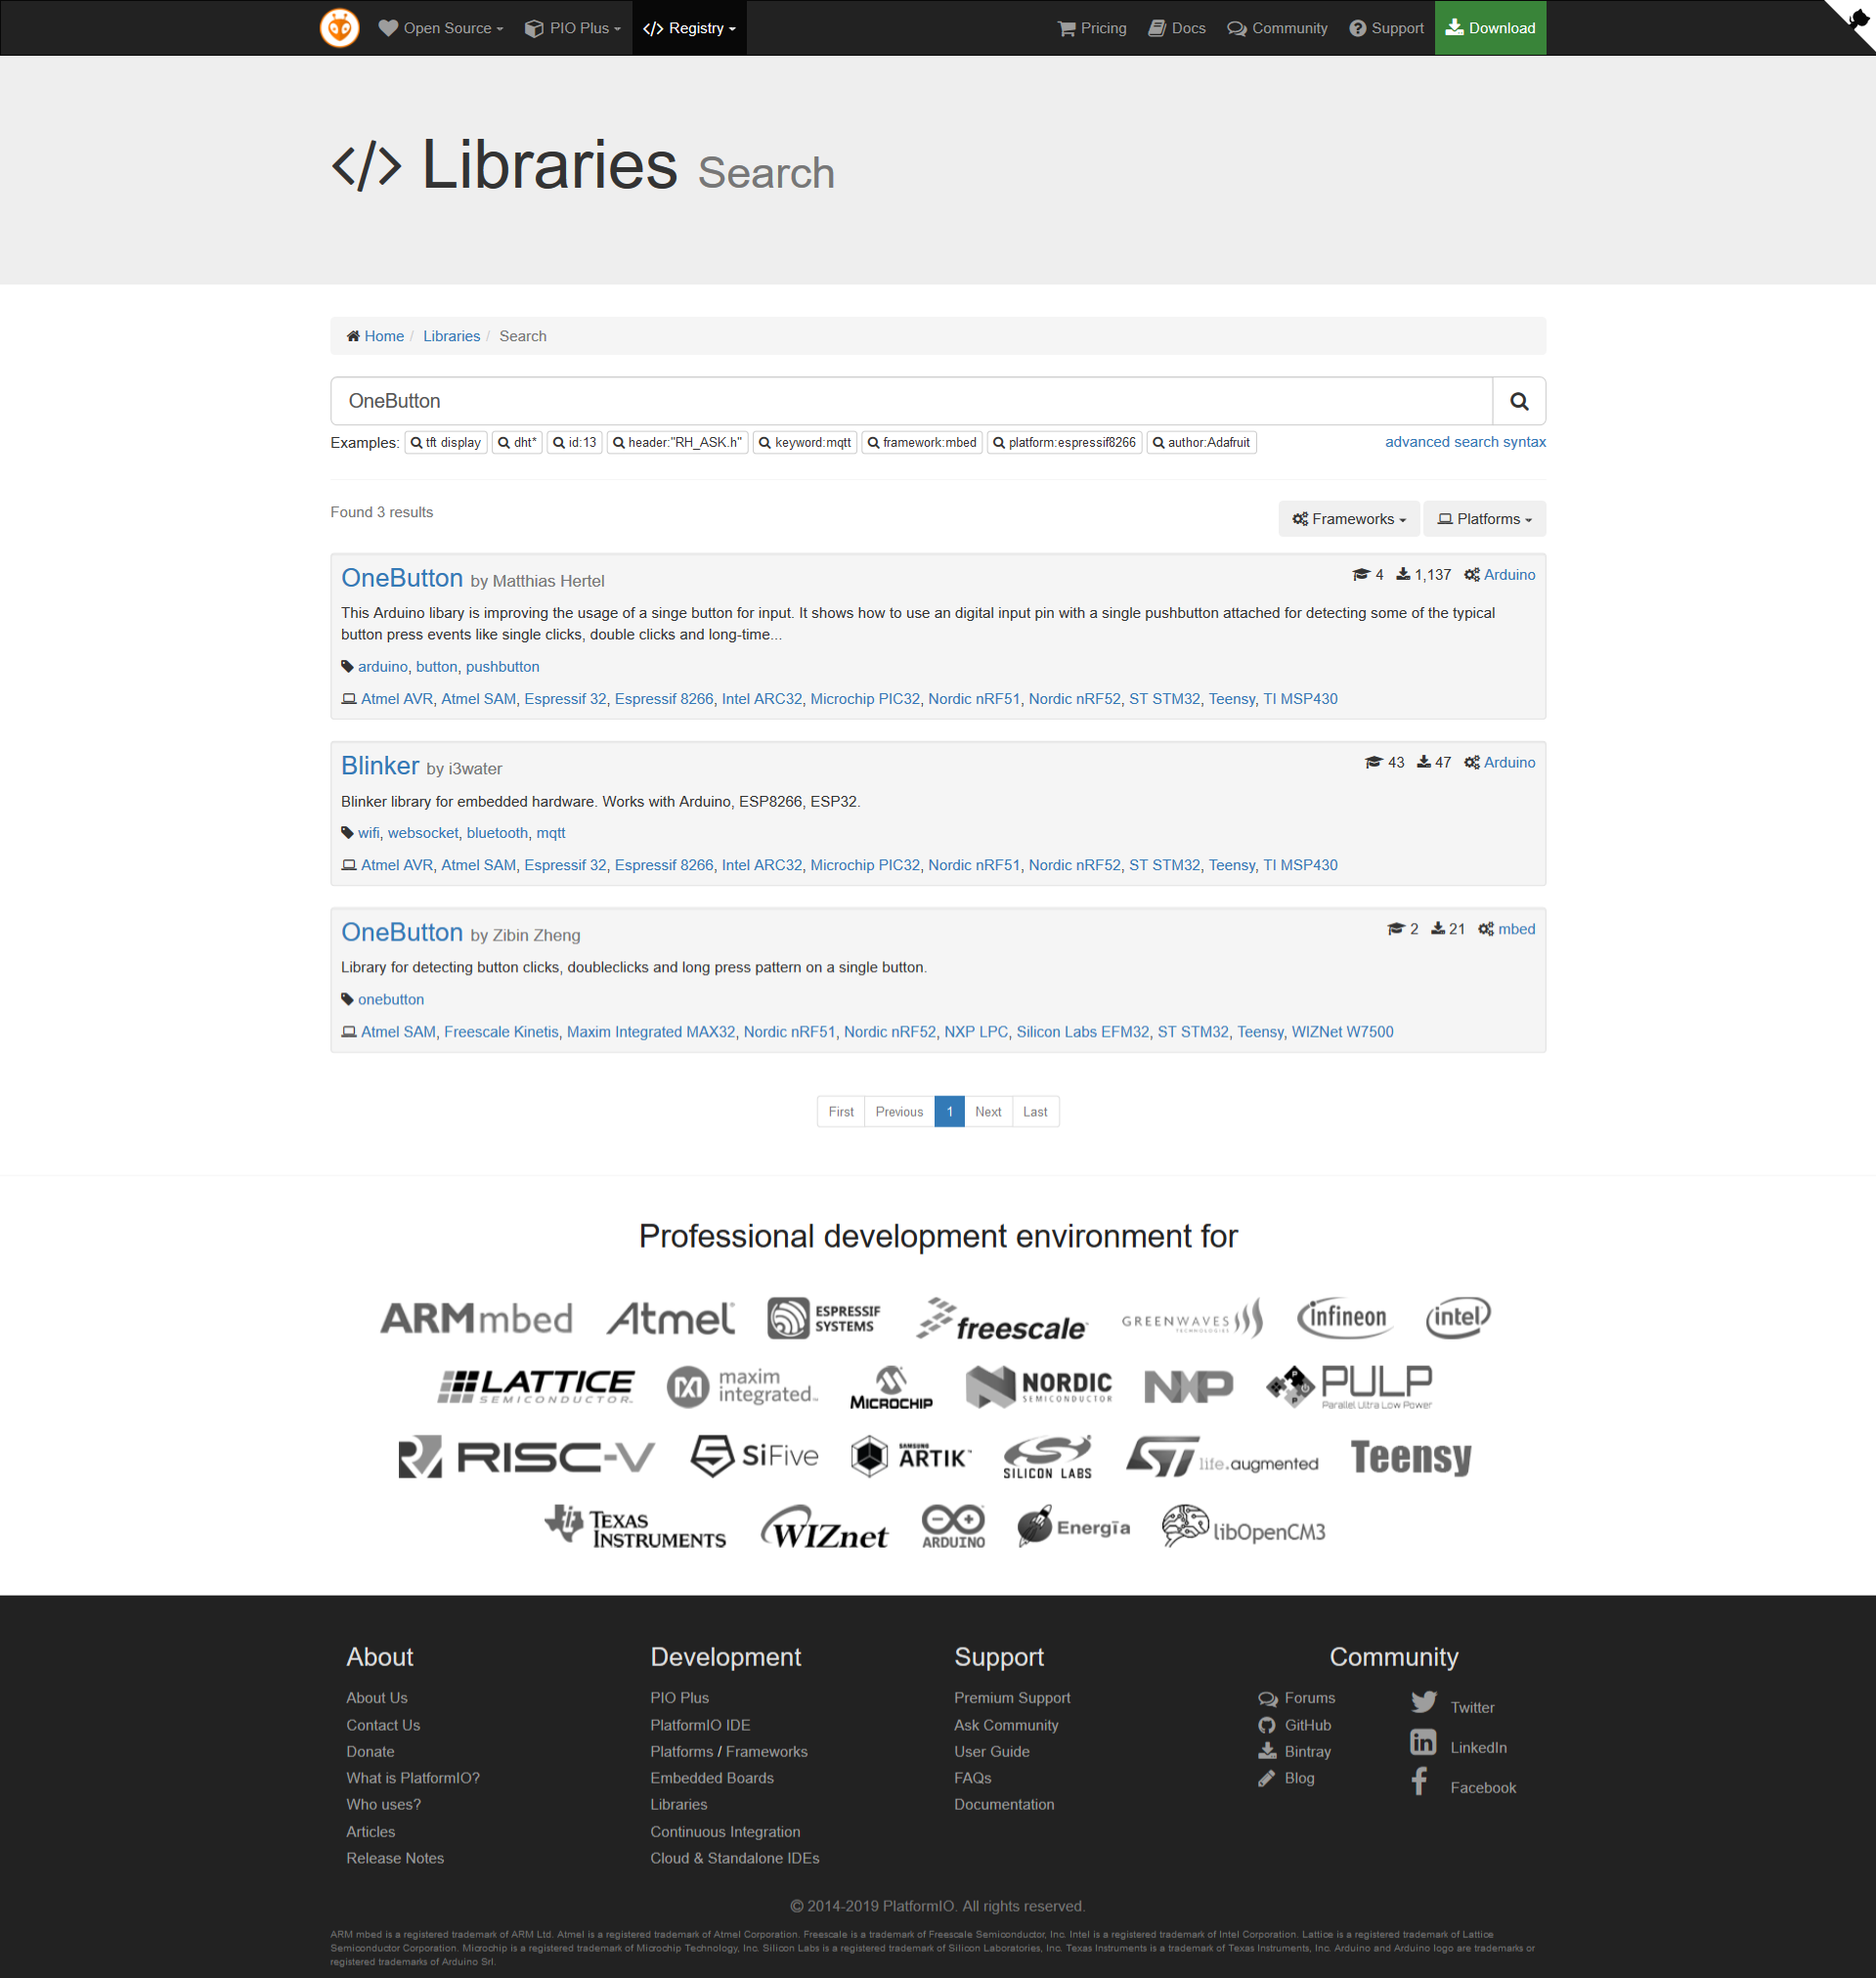 Open Source PIO Plus </> Registry Pricing Docs Community Support Download
</> Libraries Search
Home / Libraries / Search
OneButton
Examples: tft display dht* id:13 header:"RH_ASK.h" keyword:mqtt framework:mbed platform:espressif8266 author:Adafruit advanced search syntax
Found 3 results
Frameworks Platforms
OneButton by Matthias Hertel 4 1,137 Arduino
This Arduino libary is improving the usage of a singe button for input. It shows how to use an digital input pin with a single pushbutton attached for detecting some of the typical
button press events like single clicks, double clicks and long-time...
arduino, button, pushbutton
Atmel AVR, Atmel SAM, Espressif 32, Espressif 8266, Intel ARC32, Microchip PIC32, Nordic nRF51, Nordic nRF52, ST STM32, Teensy, TI MSP430
Blinker by i3water 43 47 Arduino
Blinker library for embedded hardware. Works with Arduino, ESP8266, ESP32.
wifi, websocket, bluetooth, mqtt
Atmel AVR, Atmel SAM, Espressif 32, Espressif 8266, Intel ARC32, Microchip PIC32, Nordic nRF51, Nordic nRF52, ST STM32, Teensy, TI MSP430
OneButton by Zibin Zheng 2 21 mbed
Library for detecting button clicks, doubleclicks and long press pattern on a single button.
onebutton
Atmel SAM, Freescale Kinetis, Maxim Integrated MAX32, Nordic nRF51, Nordic nRF52, NXP LPC, Silicon Labs EFM32, ST STM32, Teensy, WIZNet W7500
First Previous 1 Next Last
Professional development environment for
ARMmbed Atmel ESPRESSIF SYSTEMS freescale GREENWAVES TECHNOLOGIES infineon intel
LATTICE SEMICONDUCTOR maxim integrated MICROCHIP NORDIC SEMICONDUCTOR NXP PULP Parallel Ultra Low Power
RISC-V SiFive SAMSUNG ARTIK SILICON LABS ST life.augmented Teensy
TEXAS INSTRUMENTS WIZnet ARDUINO Energïa libOpenCM3
About
About Us
Contact Us
Donate
What is PlatformIO?
Who uses?
Articles
Release Notes
Development
PIO Plus
PlatformIO IDE
Platforms / Frameworks
Embedded Boards
Libraries
Continuous Integration
Cloud & Standalone IDEs
Support
Premium Support
Ask Community
User Guide
FAQs
Documentation
Community
Forums
GitHub
Bintray
Blog
Twitter
LinkedIn
Facebook
© 2014-2019 PlatformIO. All rights reserved.
ARM mbed is a registered trademark of ARM Ltd. Atmel is a registered trademark of Atmel Corporation. Freescale is a trademark of Freescale Semiconductor, Inc. Intel is a registered trademark of Intel Corporation. Lattice is a registered trademark of Lattice
Semiconductor Corporation. Microchip is a registered trademark of Microchip Technology, Inc. Silicon Labs is a registered trademark of Silicon Laboratories, Inc. Texas Instruments is a trademark of Texas Instruments, Inc. Arduino and Arduino logo are trademarks or
registered trademarks of Arduino Srl.